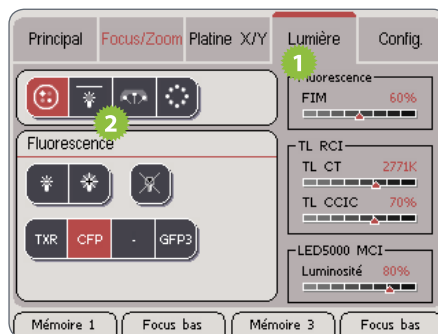 Principal Focus/Zoom Platine X/Y Lumière Config.
1
2
Fluorescence
TXR CFP - GFP3
Fluorescence
FIM 60%
TL RCI
TL CT 2771K
TL CCIC 70%
LED5000 MCI
Luminosité 80%
Mémoire 1 Focus bas Mémoire 3 Focus bas